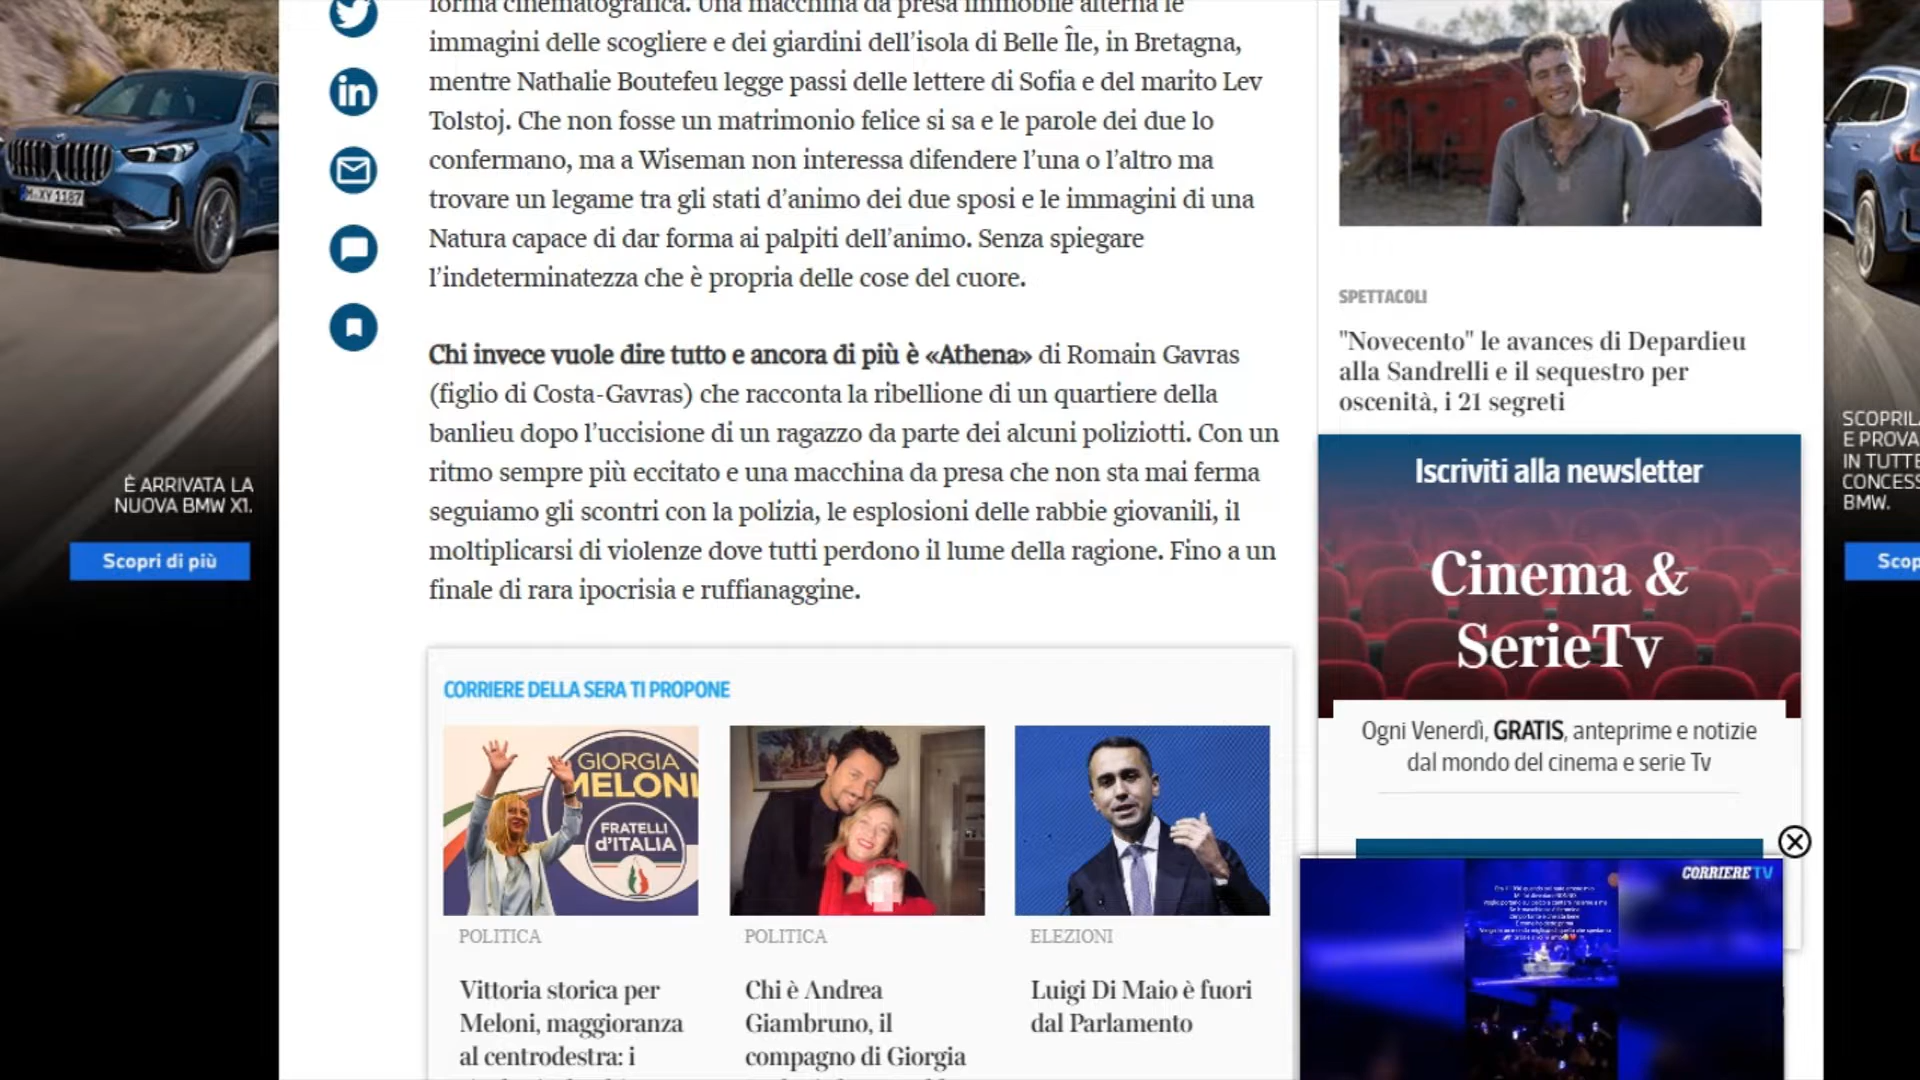 forma cinematografica. Una macchina da presa immobile alterna le
immagini delle scogliere e dei giardini dell’isola di Belle Île, in Bretagna,
mentre Nathalie Boutefeu legge passi delle lettere di Sofia e del marito Lev
Tolstoj. Che non fosse un matrimonio felice si sa e le parole dei due lo
confermano, ma a Wiseman non interessa difendere l’una o l’altro ma
trovare un legame tra gli stati d’animo dei due sposi e le immagini di una
Natura capace di dar forma ai palpiti dell’animo. Senza spiegare
l’indeterminatezza che è propria delle cose del cuore.
Chi invece vuole dire tutto e ancora di più è «Athena» di Romain Gavras
(figlio di Costa-Gavras) che racconta la ribellione di un quartiere della
banlieu dopo l’uccisione di un ragazzo da parte dei alcuni poliziotti. Con un
ritmo sempre più eccitato e una macchina da presa che non sta mai ferma
seguiamo gli scontri con la polizia, le esplosioni delle rabbie giovanili, il
moltiplicarsi di violenze dove tutti perdono il lume della ragione. Fino a un
finale di rara ipocrisia e ruffianaggine.
CORRIERE DELLA SERA TI PROPONE
GIORGIA
MELONI
FRATELLI
d'ITALIA
POLITICA
Vittoria storica per
Meloni, maggioranza
al centrodestra: i
POLITICA
Chi è Andrea
Giambruno, il
compagno di Giorgia
ELEZIONI
Luigi Di Maio è fuori
dal Parlamento
SPETTACOLI
"Novecento" le avances di Depardieu
alla Sandrelli e il sequestro per
oscenità, i 21 segreti
Iscriviti alla newsletter
Cinema &
SerieTv
Ogni Venerdì, GRATIS, anteprime e notizie
dal mondo del cinema e serie Tv
CORRIERE TV
M·XY 1187
È ARRIVATA LA
NUOVA BMW X1.
Scopri di più
SCOPRIL
E PROVA
IN TUTTE
CONCESS
BMW.
Scop